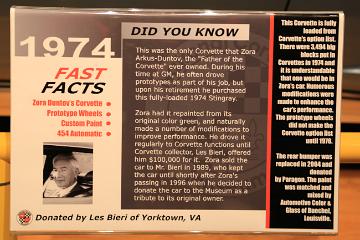 1974
FAST
FACTS
Zora Duntov's Corvette
Prototype Wheels
Custom Paint
454 Automatic
DID YOU KNOW
This was the only Corvette that Zora
Arkus-Duntov, the "Father of the
Corvette" ever owned. During his
time at GM, he often drove
prototypes as part of his job, but
upon his retirement he purchased
this fully-loaded 1974 Stingray.
Zora had it repainted from its
original color green, and naturally
made a number of modifications to
improve performance. He drove it
regularly to Corvette functions until
Corvette collector, Les Bieri, offered
him $100,000 for it. Zora sold the
car to Mr. Bieri in 1989, who kept
the car until shortly after Zora's
passing in 1996 when he decided to
donate the car to the Museum as a
tribute to its original owner.
This Corvette is fully
loaded from
Corvette's option list.
There were 3,494 big
blocks put in
Corvettes in 1974 and
it is understandable
that one would be in
Zora's car. Numerous
modifications were
made to enhance the
car's performance.
The prototype wheels
did not make the
Corvette option list
until 1976.
The rear bumper was
replaced in 2004 and
donated
by Paragon. The paint
was matched and
mixed by
Automotive Color &
Glass of Buechel,
Louisville.
Donated by Les Bieri of Yorktown, VA